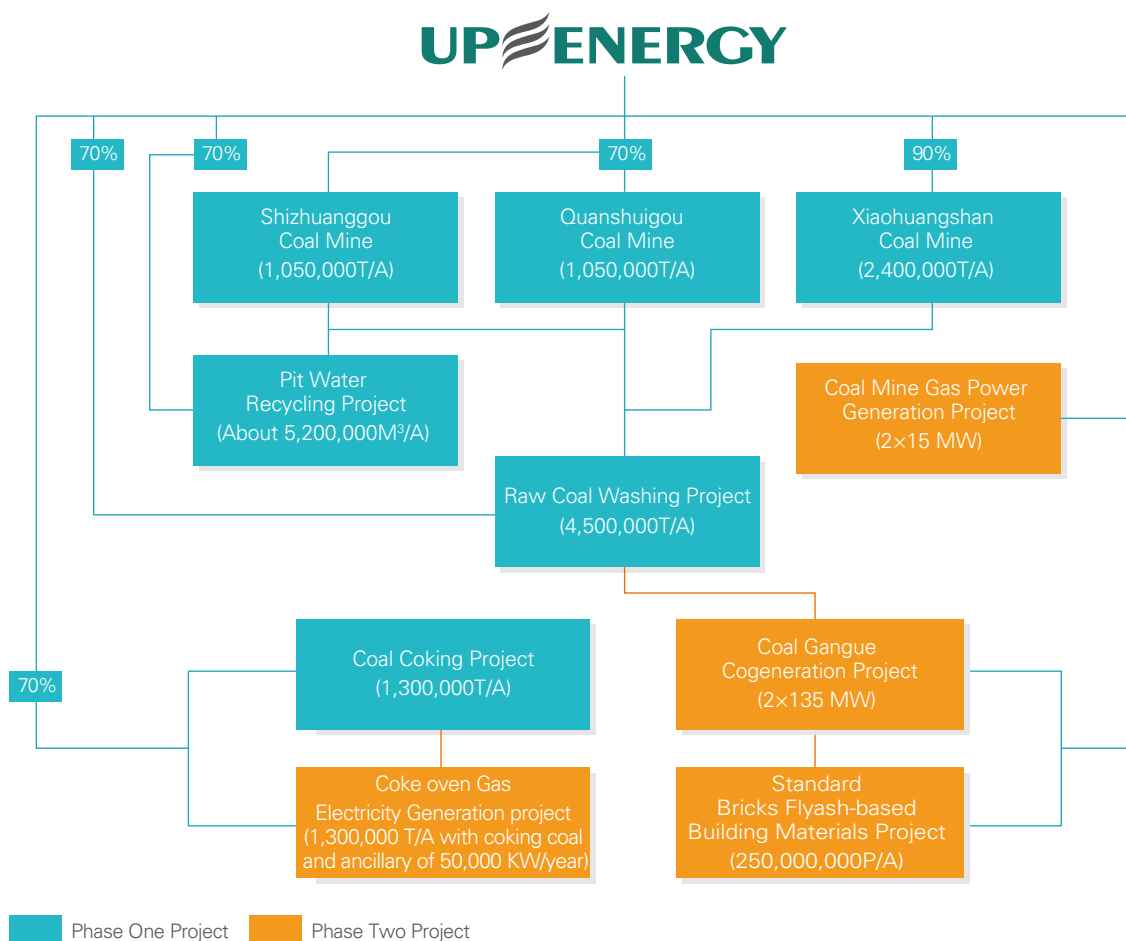 UP ENERGY
70%
70%
70%
90%
Shizhuanggou
Coal Mine
(1,050,000T/A)
Quanshuigou
Coal Mine
(1,050,000T/A)
Xiaohuangshan
Coal Mine
(2,400,000T/A)
Pit Water
Recycling Project
(About 5,200,000M³/A)
Coal Mine Gas Power
Generation Project
(2×15 MW)
Raw Coal Washing Project
(4,500,000T/A)
70%
Coal Coking Project
(1,300,000T/A)
Coal Gangue
Cogeneration Project
(2×135 MW)
Coke oven Gas
Electricity Generation project
(1,300,000 T/A with coking coal
and ancillary of 50,000 KW/year)
Standard
Bricks Flyash-based
Building Materials Project
(250,000,000P/A)
Phase One Project
Phase Two Project